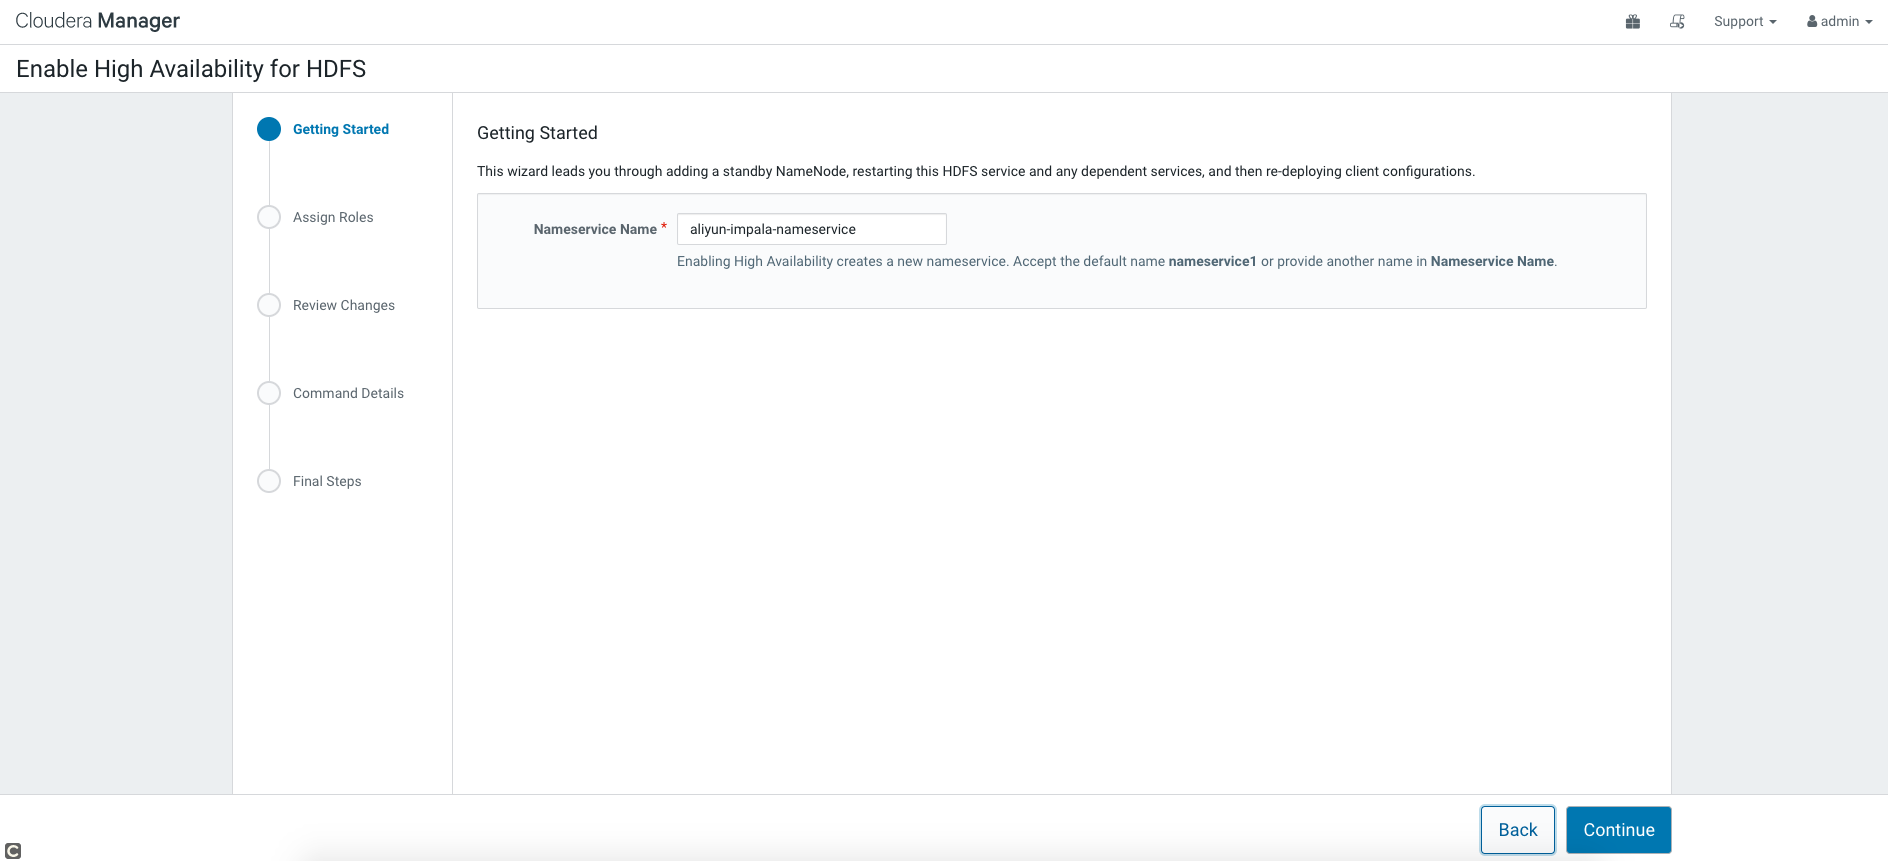 Cloudera Manager
Support
admin
Enable High Availability for HDFS
Getting Started
Assign Roles
Review Changes
Command Details
Final Steps
Getting Started
This wizard leads you through adding a standby NameNode, restarting this HDFS service and any dependent services, and then re-deploying client configurations.
Nameservice Name * aliyun-impala-nameservice
Enabling High Availability creates a new nameservice. Accept the default name nameservice1 or provide another name in Nameservice Name.
Back
Continue